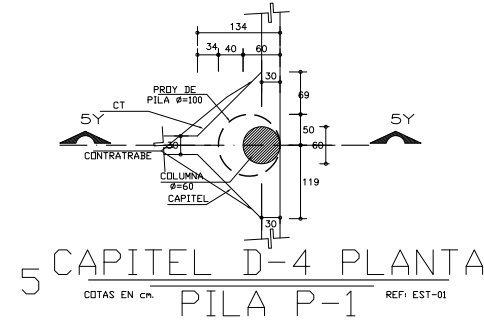 134
34 40 60
30
PROY DE
PILA Ø=100
CT
69
5Y
5Y
50
30
60
CONTRATRABE
COLUMNA
Ø=60
119
CAPITEL
30
5 CAPITEL D-4 PLANTA
COTAS EN cm.
PILA P-1
REF: EST-01